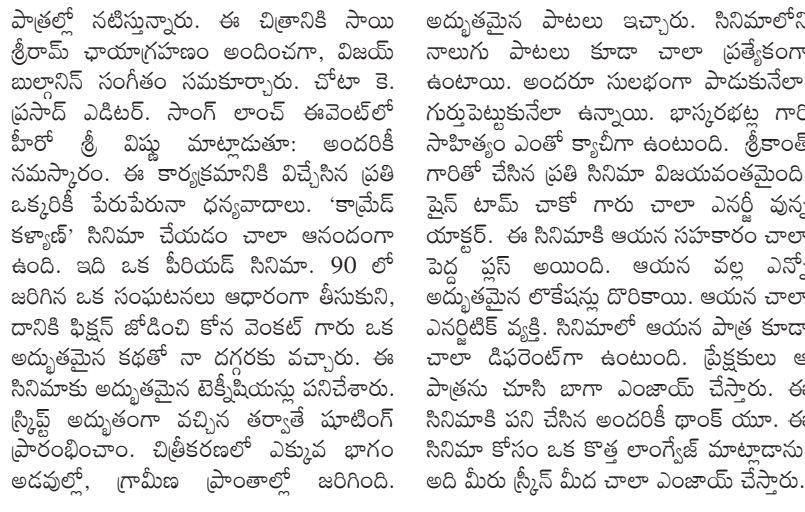 పాత్రల్లో నటిస్తున్నారు. ఈ చిత్రానికి సాయి
శ్రీరామ్ ఛాయాగ్రహణం అందించగా, విజయ్
బుల్గానిన్ సంగీతం సమకూర్చారు. చోటా కె.
ప్రసాద్ ఎడిటర్. సాంగ్ లాంచ్ ఈవెంట్‌లో
హీరో శ్రీ విష్ణు మాట్లాడుతూ: అందరికీ
నమస్కారం. ఈ కార్యక్రమానికి విచ్చేసిన ప్రతి
ఒక్కరికీ పేరుపేరునా ధన్యవాదాలు. ‘కామ్రేడ్
కళ్యాణ్’ సినిమా చేయడం చాలా ఆనందంగా
ఉంది. ఇది ఒక పీరియడ్ సినిమా. 90 లో
జరిగిన ఒక సంఘటనలు ఆధారంగా తీసుకుని,
దానికి ఫిక్షన్ జోడించి కోన వెంకట్ గారు ఒక
అద్భుతమైన కథతో నా దగ్గరకు వచ్చారు. ఈ
సినిమాకు అద్భుతమైన టెక్నీషియన్లు పనిచేశారు.
స్క్రిప్ట్ అద్భుతంగా వచ్చిన తర్వాతే షూటింగ్
ప్రారంభించాం. చిత్రీకరణలో ఎక్కువ భాగం
అడవుల్లో, గ్రామీణ ప్రాంతాల్లో జరిగింది.
అద్భుతమైన పాటలు ఇచ్చారు. సినిమాలోని
నాలుగు పాటలు కూడా చాలా ప్రత్యేకంగా
ఉంటాయి. అందరూ సులభంగా పాడుకునేలా
గుర్తుపెట్టుకునేలా ఉన్నాయి. భాస్కరభట్ల గారి
సాహిత్యం ఎంతో క్యాచీగా ఉంటుంది. శ్రీకాంత్
గారితో చేసిన ప్రతి సినిమా విజయవంతమైంది
షైన్ టామ్ చాకో గారు చాలా ఎనర్జీ వున్న
యాక్టర్. ఈ సినిమాకి ఆయన సహకారం చాలా
పెద్ద ప్లస్ అయింది. ఆయన వల్ల ఎన్నో
అద్భుతమైన లొకేషన్లు దొరికాయి. ఆయన చాలా
ఎనర్జిటిక్ వ్యక్తి. సినిమాలో ఆయన పాత్ర కూడా
చాలా డిఫరెంట్‌గా ఉంటుంది. ప్రేక్షకులు ఆ
పాత్రను చూసి బాగా ఎంజాయ్ చేస్తారు. ఈ
సినిమాకి పని చేసిన అందరికీ థాంక్ యూ. ఈ
సినిమా కోసం ఒక కొత్త లాంగ్వేజ్ మాట్లాడాను
అది మీరు స్క్రీన్ మీద చాలా ఎంజాయ్ చేస్తారు.